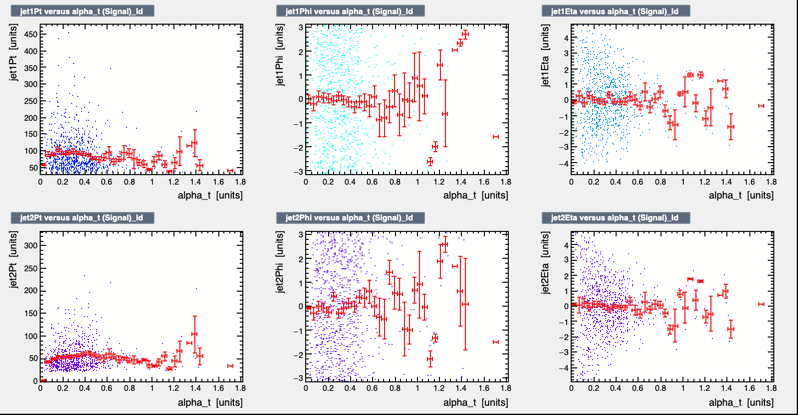 jet1Pt versus alpha_t (Signal)_ld
jet1Pt [units]
450
400
350
300
250
200
150
100
50
0 0.2 0.4 0.6 0.8 1.0 1.2 1.4 1.6 1.8
alpha_t [units]
jet1Phi versus alpha_t (Signal)_ld
jet1Phi [units]
3
2
1
0
−1
−2
−3
0 0.2 0.4 0.6 0.8 1.0 1.2 1.4 1.6 1.8
alpha_t [units]
jet1Eta versus alpha_t (Signal)_ld
jet1Eta [units]
4
3
2
1
0
−1
−2
−3
−4
0 0.2 0.4 0.6 0.8 1 1.2 1.4 1.6 1.8
alpha_t [units]
jet2Pt versus alpha_t (Signal)_ld
jet2Pt [units]
300
250
200
150
100
50
0
0 0.2 0.4 0.6 0.8 1.0 1.2 1.4 1.6 1.8
alpha_t [units]
jet2Phi versus alpha_t (Signal)_ld
jet2Phi [units]
3
2
1
0
−1
−2
−3
0 0.2 0.4 0.6 0.8 1.0 1.2 1.4 1.6 1.8
alpha_t [units]
jet2Eta versus alpha_t (Signal)_ld
jet2Eta [units]
4
3
2
1
0
−1
−2
−3
−4
0 0.2 0.4 0.6 0.8 1 1.2 1.4 1.6 1.8
alpha_t [units]